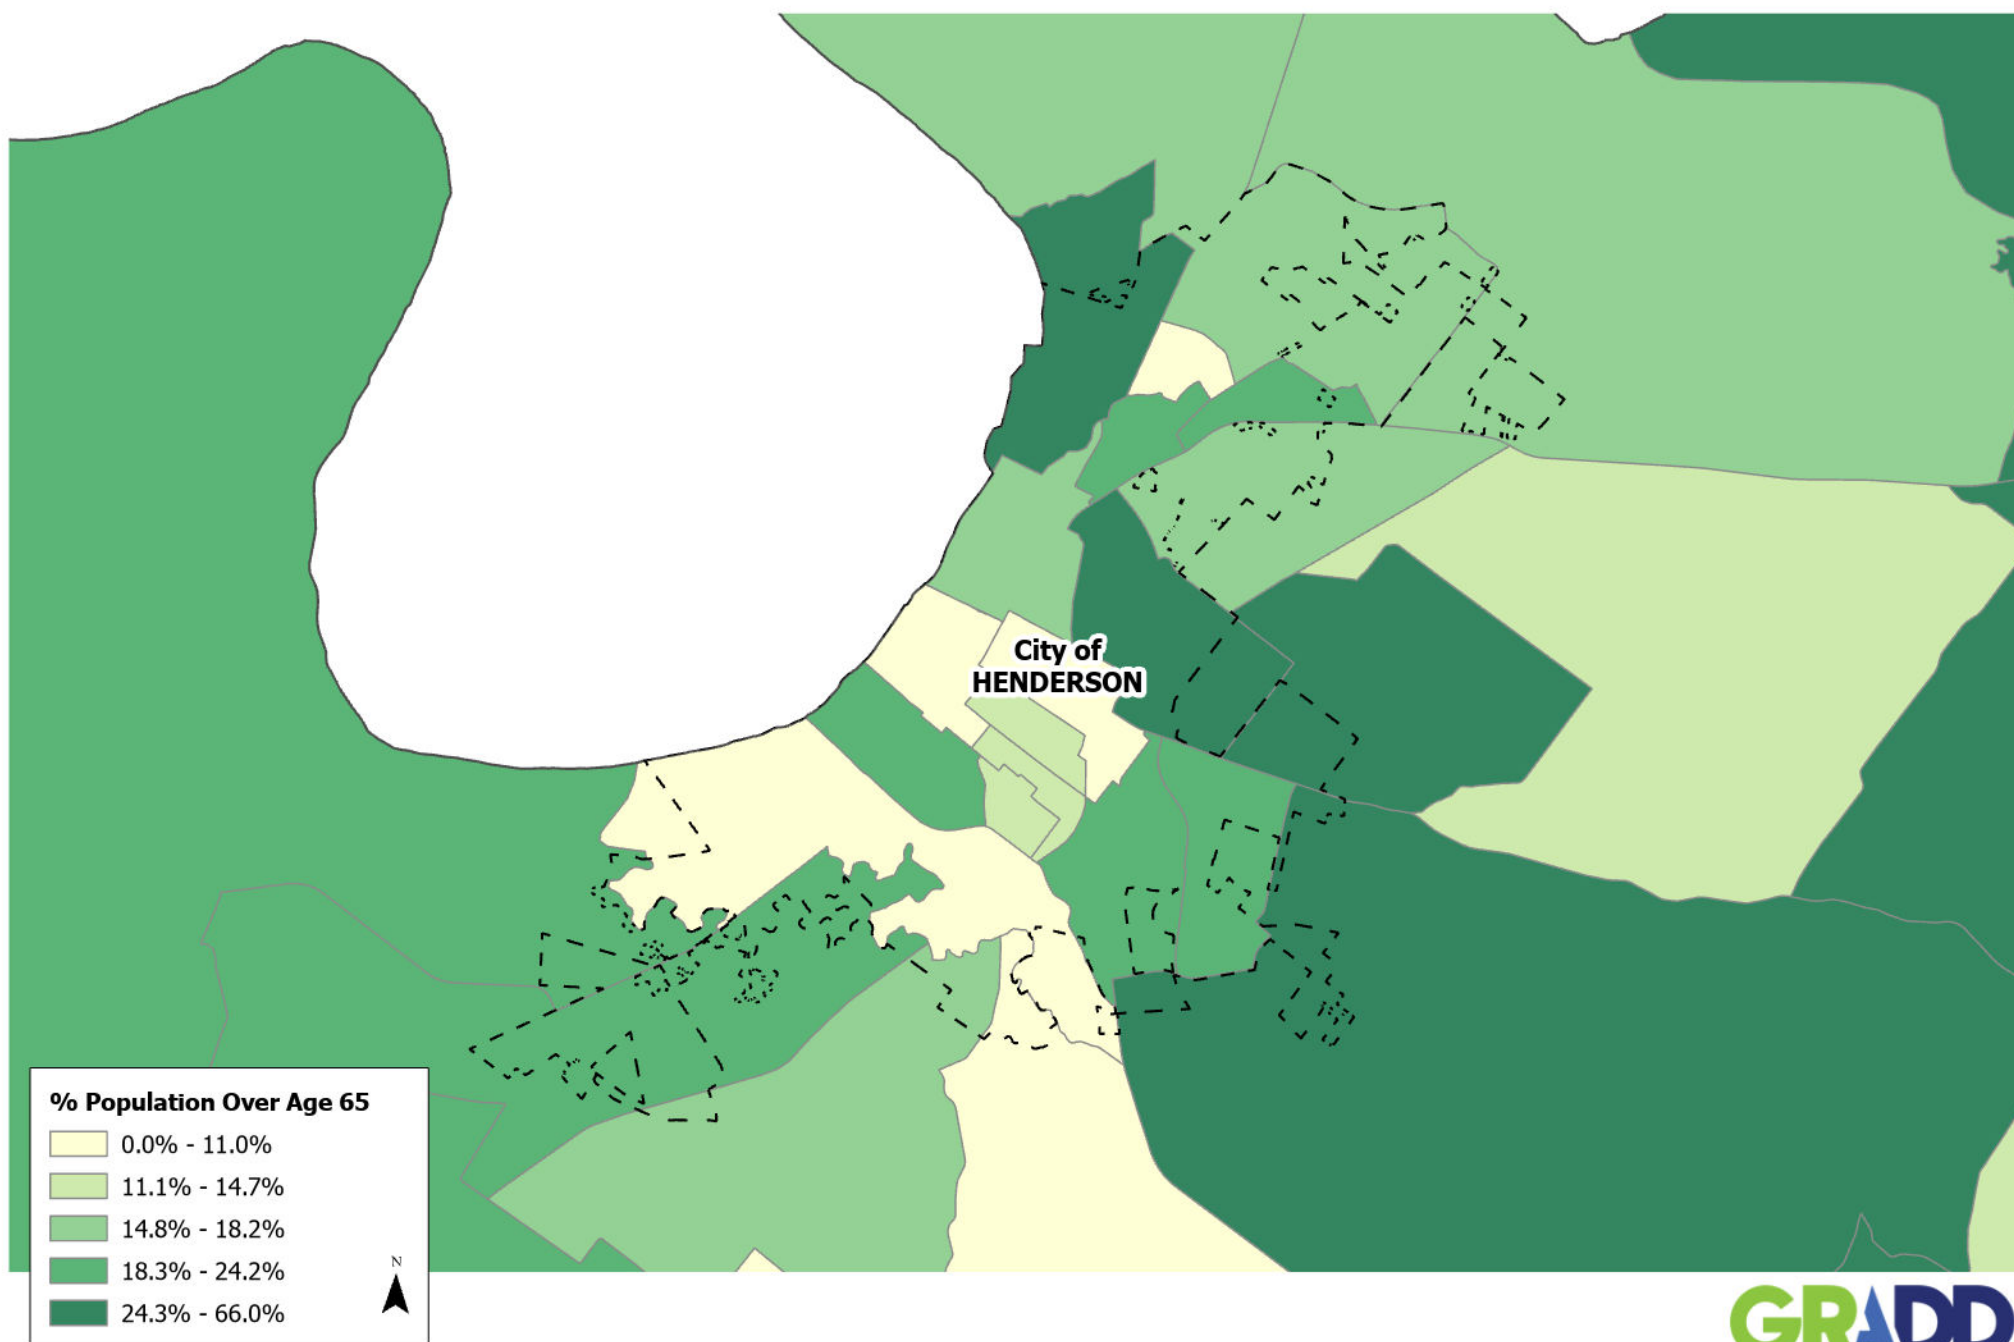 City of
HENDERSON
% Population Over Age 65
0.0% - 11.0%
11.1% - 14.7%
14.8% - 18.2%
18.3% - 24.2%
24.3% - 66.0%
N
GRADD